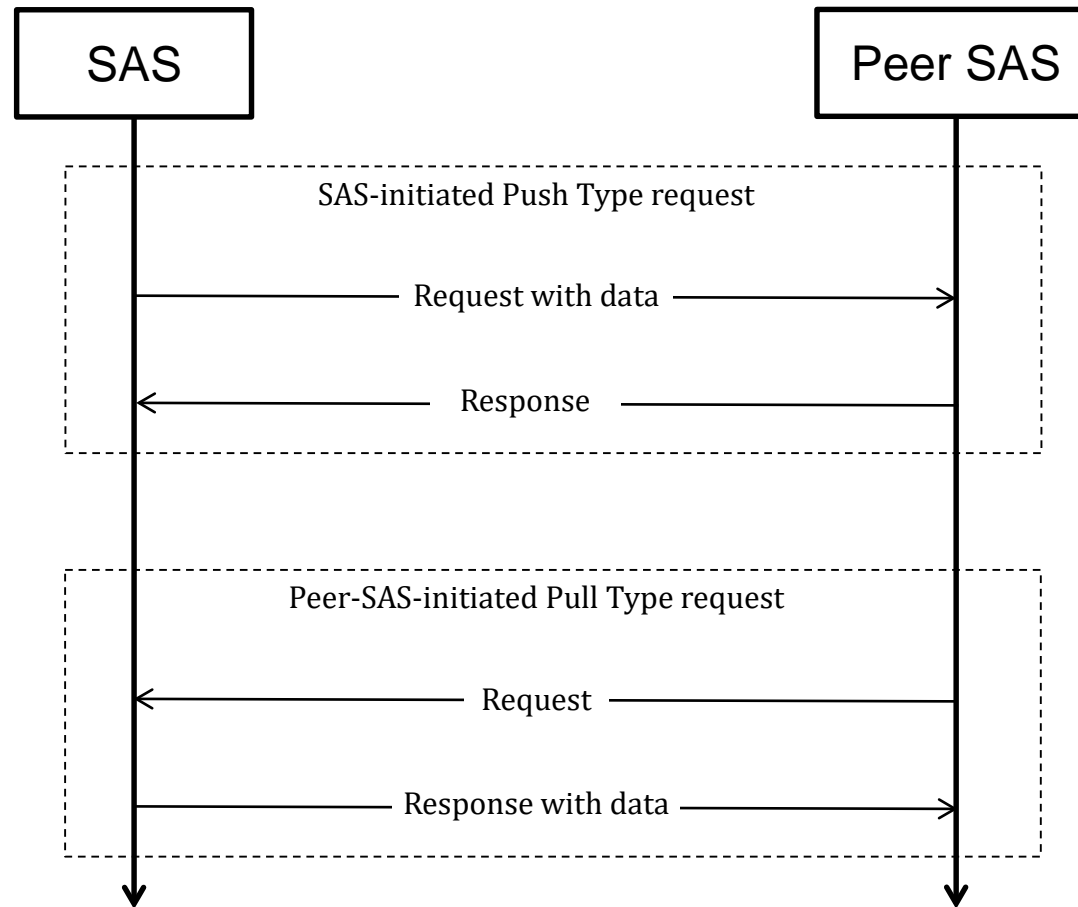 SAS
Peer SAS
SAS-initiated Push Type request
Request with data
Response
Peer-SAS-initiated Pull Type request
Request
Response with data